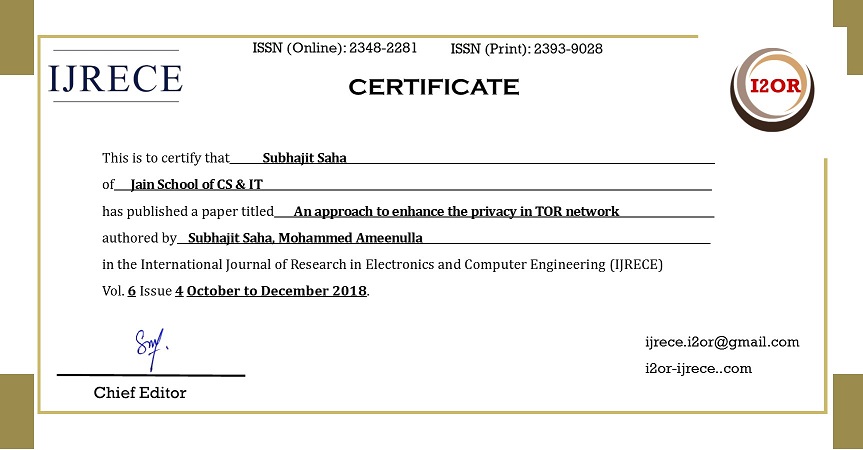 ISSN (Online): 2348-2281 ISSN (Print): 2393-9028
IJRECE
CERTIFICATE
I2OR
This is to certify that Subhajit Saha
of Jain School of CS & IT
has published a paper titled An approach to enhance the privacy in TOR network
authored by Subhajit Saha, Mohammed Ameenulla
in the International Journal of Research in Electronics and Computer Engineering (IJRECE)
Vol. 6 Issue 4 October to December 2018.
ijrece.i2or@gmail.com
i2or-ijrece..com
Chief Editor